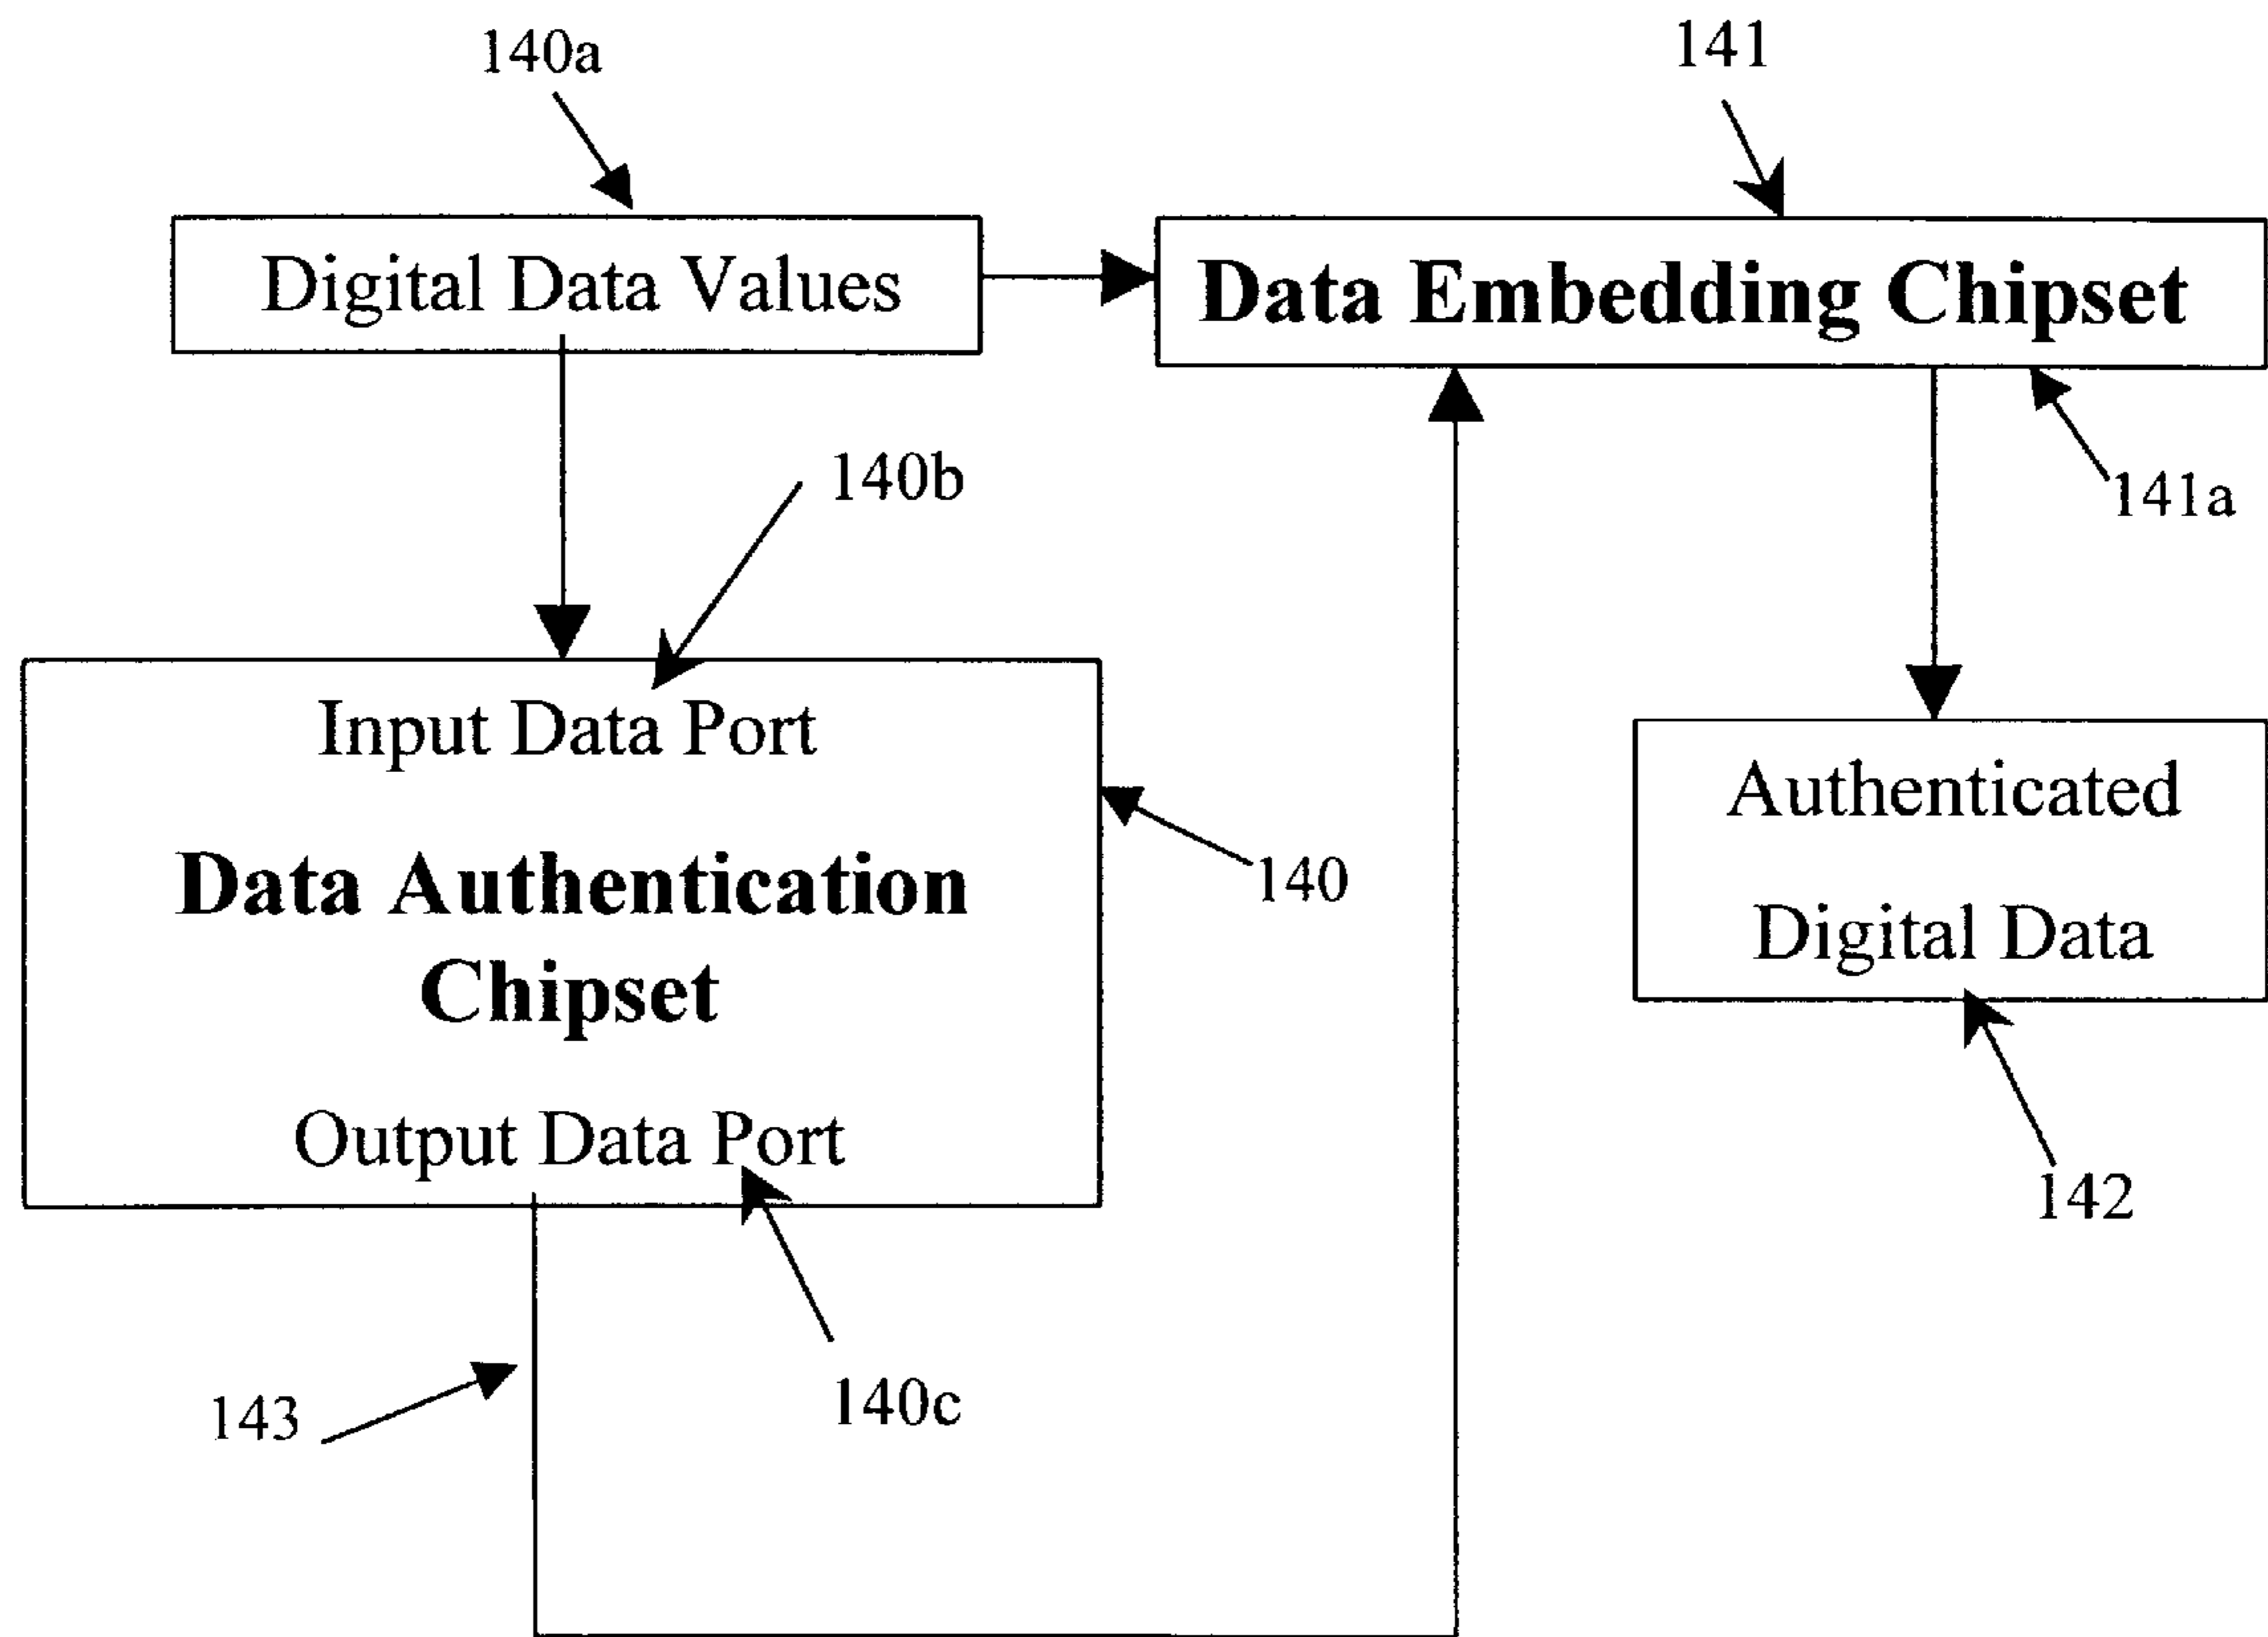 140a
141
Digital Data Values
Data Embedding Chipset
140b
141a
Input Data Port
Data Authentication
Chipset
Output Data Port
140
Authenticated
Digital Data
142
143
140c